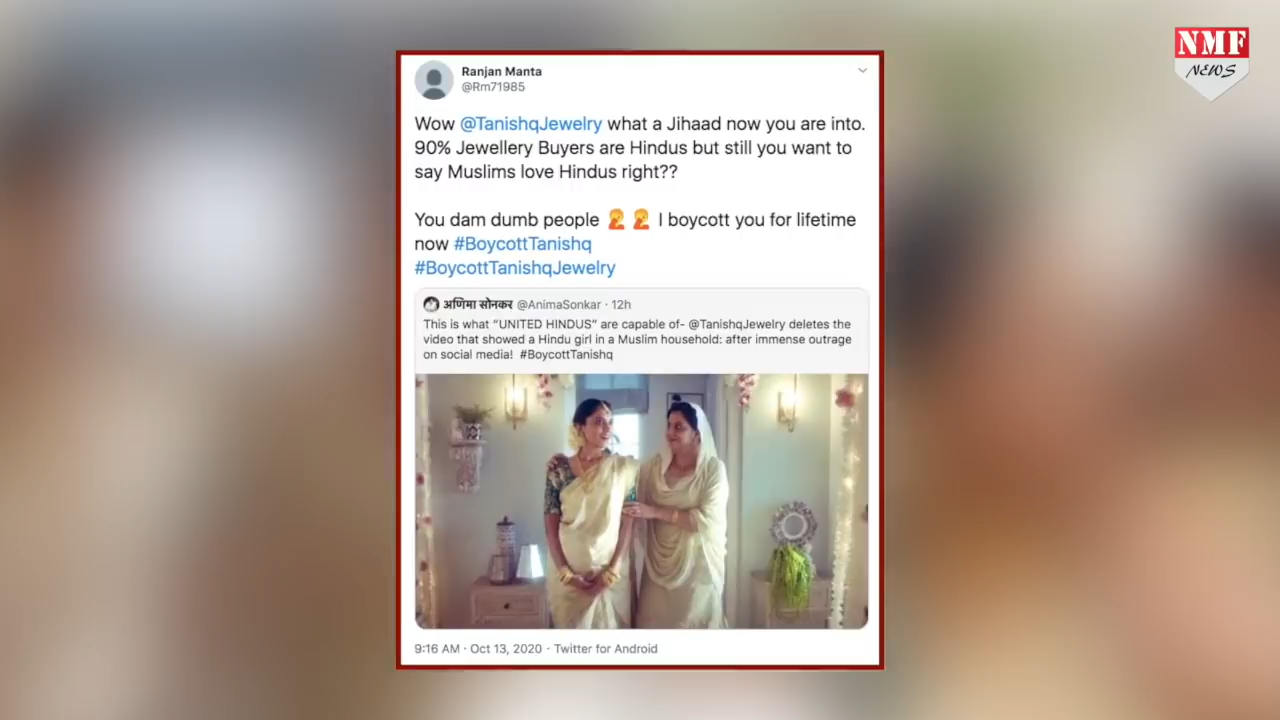 NMF
NEWS
Ranjan Manta
@Rm71985
Wow @TanishqJewelry what a Jihaad now you are into.
90% Jewellery Buyers are Hindus but still you want to
say Muslims love Hindus right??
You dam dumb people 🤦 🤦 I boycott you for lifetime
now #BoycottTanishq
#BoycottTanishqJewelry
अणिमा सोनकर @AnimaSonkar · 12h
This is what “UNITED HINDUS” are capable of- @TanishqJewelry deletes the
video that showed a Hindu girl in a Muslim household: after immense outrage
on social media! #BoycottTanishq
9:16 AM · Oct 13, 2020 · Twitter for Android